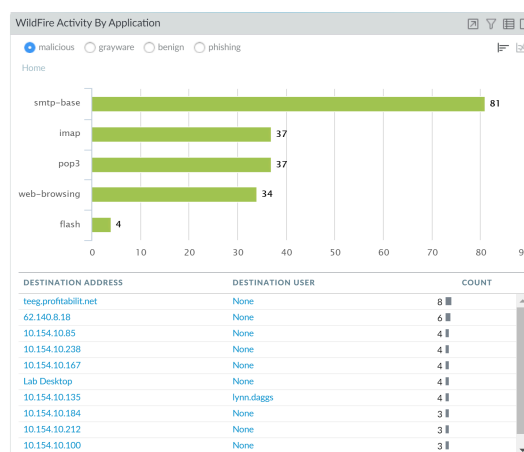 WildFire Activity By Application
malicious grayware benign phishing
Home
smtp-base 81
imap 37
pop3 37
web-browsing 34
flash 4
0 10 20 30 40 50 60 70 80 9
DESTINATION ADDRESS DESTINATION USER COUNT
teeg.profitabilit.net None 8
62.140.8.18 None 6
10.154.10.85 None 4
10.154.10.238 None 4
10.154.10.167 None 4
Lab Desktop None 4
10.154.10.135 lynn.daggs 4
10.154.10.184 None 3
10.154.10.212 None 3
10.154.10.100 None 3